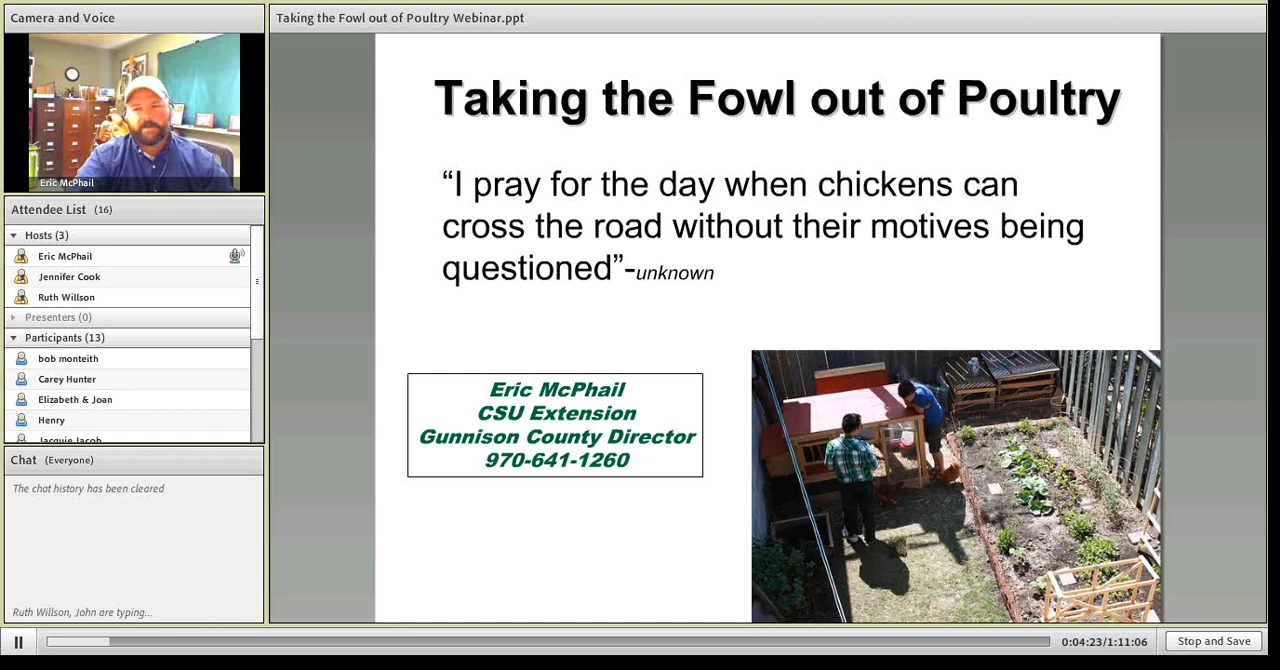 Camera and Voice
Eric McPhail
Attendee List (16)
Hosts (3)
Eric McPhail
Jennifer Cook
Ruth Willson
Presenters (0)
Participants (13)
bob monteith
Carey Hunter
Elizabeth & Joan
Henry
Jacquie Jacob
Chat (Everyone)
The chat history has been cleared
Ruth Willson, John are typing...
Taking the Fowl out of Poultry Webinar.ppt
Taking the Fowl out of Poultry
“I pray for the day when chickens can
cross the road without their motives being
questioned”-unknown
Eric McPhail
CSU Extension
Gunnison County Director
970-641-1260
0:04:23/1:11:06
Stop and Save